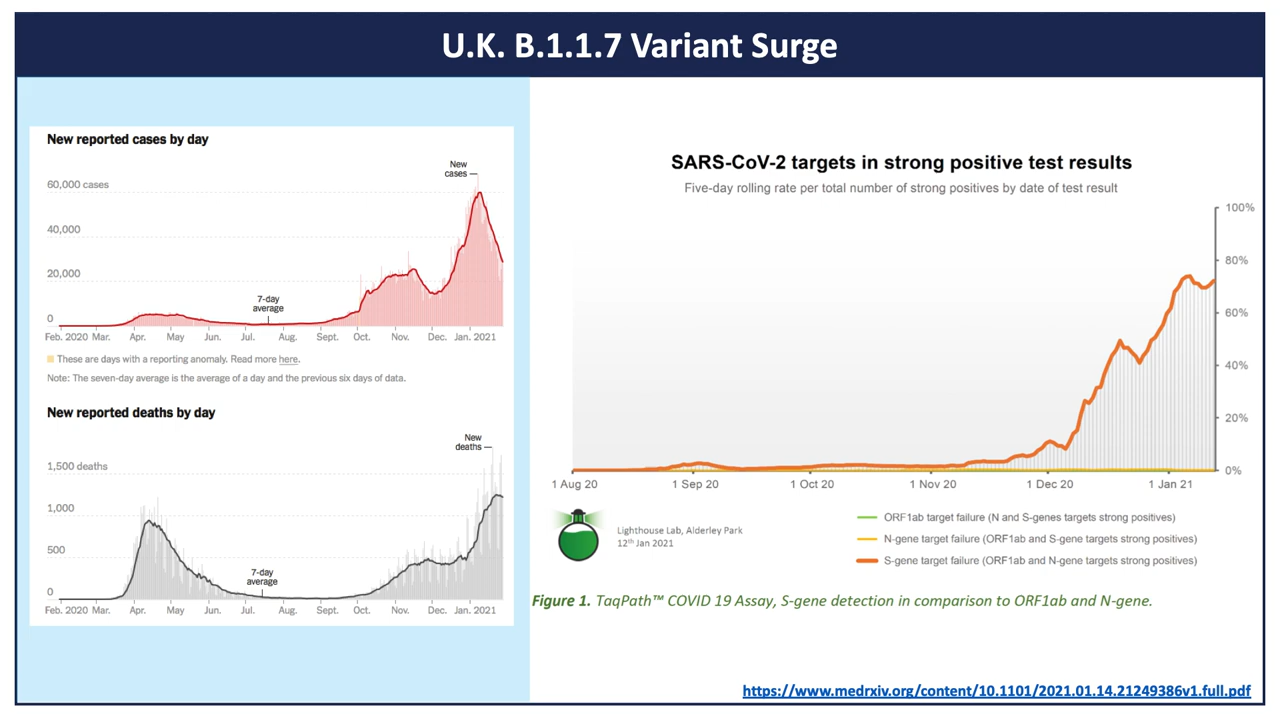 U.K. B.1.1.7 Variant Surge
New reported cases by day
New
cases
60,000 cases
40,000
20,000
7-day
average
0
Feb. 2020 Mar. Apr. May Jun. Jul. Aug. Sept. Oct. Nov. Dec. Jan. 2021
These are days with a reporting anomaly. Read more here.
Note: The seven-day average is the average of a day and the previous six days of data.
New reported deaths by day
New
deaths
1,500 deaths
1,000
500
7-day
average
0
Feb. 2020 Mar. Apr. May Jun. Jul. Aug. Sept. Oct. Nov. Dec. Jan. 2021
SARS-CoV-2 targets in strong positive test results
Five-day rolling rate per total number of strong positives by date of test result
100%
80%
60%
40%
20%
0%
1 Aug 20 1 Sep 20 1 Oct 20 1 Nov 20 1 Dec 20 1 Jan 21
Lighthouse Lab, Alderley Park
12th Jan 2021
ORF1ab target failure (N and S-genes targets strong positives)
N-gene target failure (ORF1ab and S-gene targets strong positives)
S-gene target failure (ORF1ab and N-gene targets strong positives)
Figure 1. TaqPath™ COVID 19 Assay, S-gene detection in comparison to ORF1ab and N-gene.
https://www.medrxiv.org/content/10.1101/2021.01.14.21249386v1.full.pdf